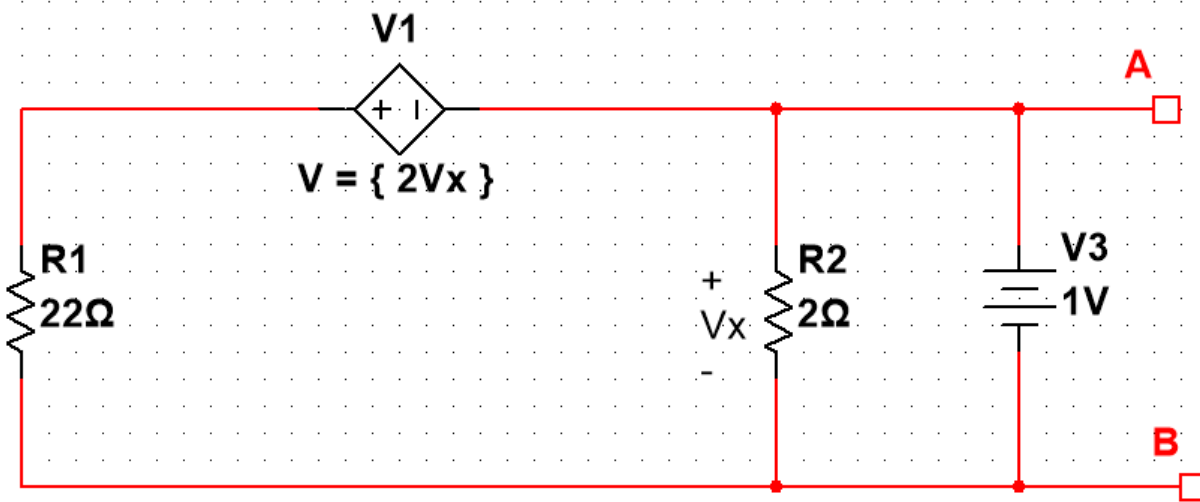 V1
A
+ -
V = { 2Vx }
R1
22Ω
+
Vx
-
R2
2Ω
V3
1V
B